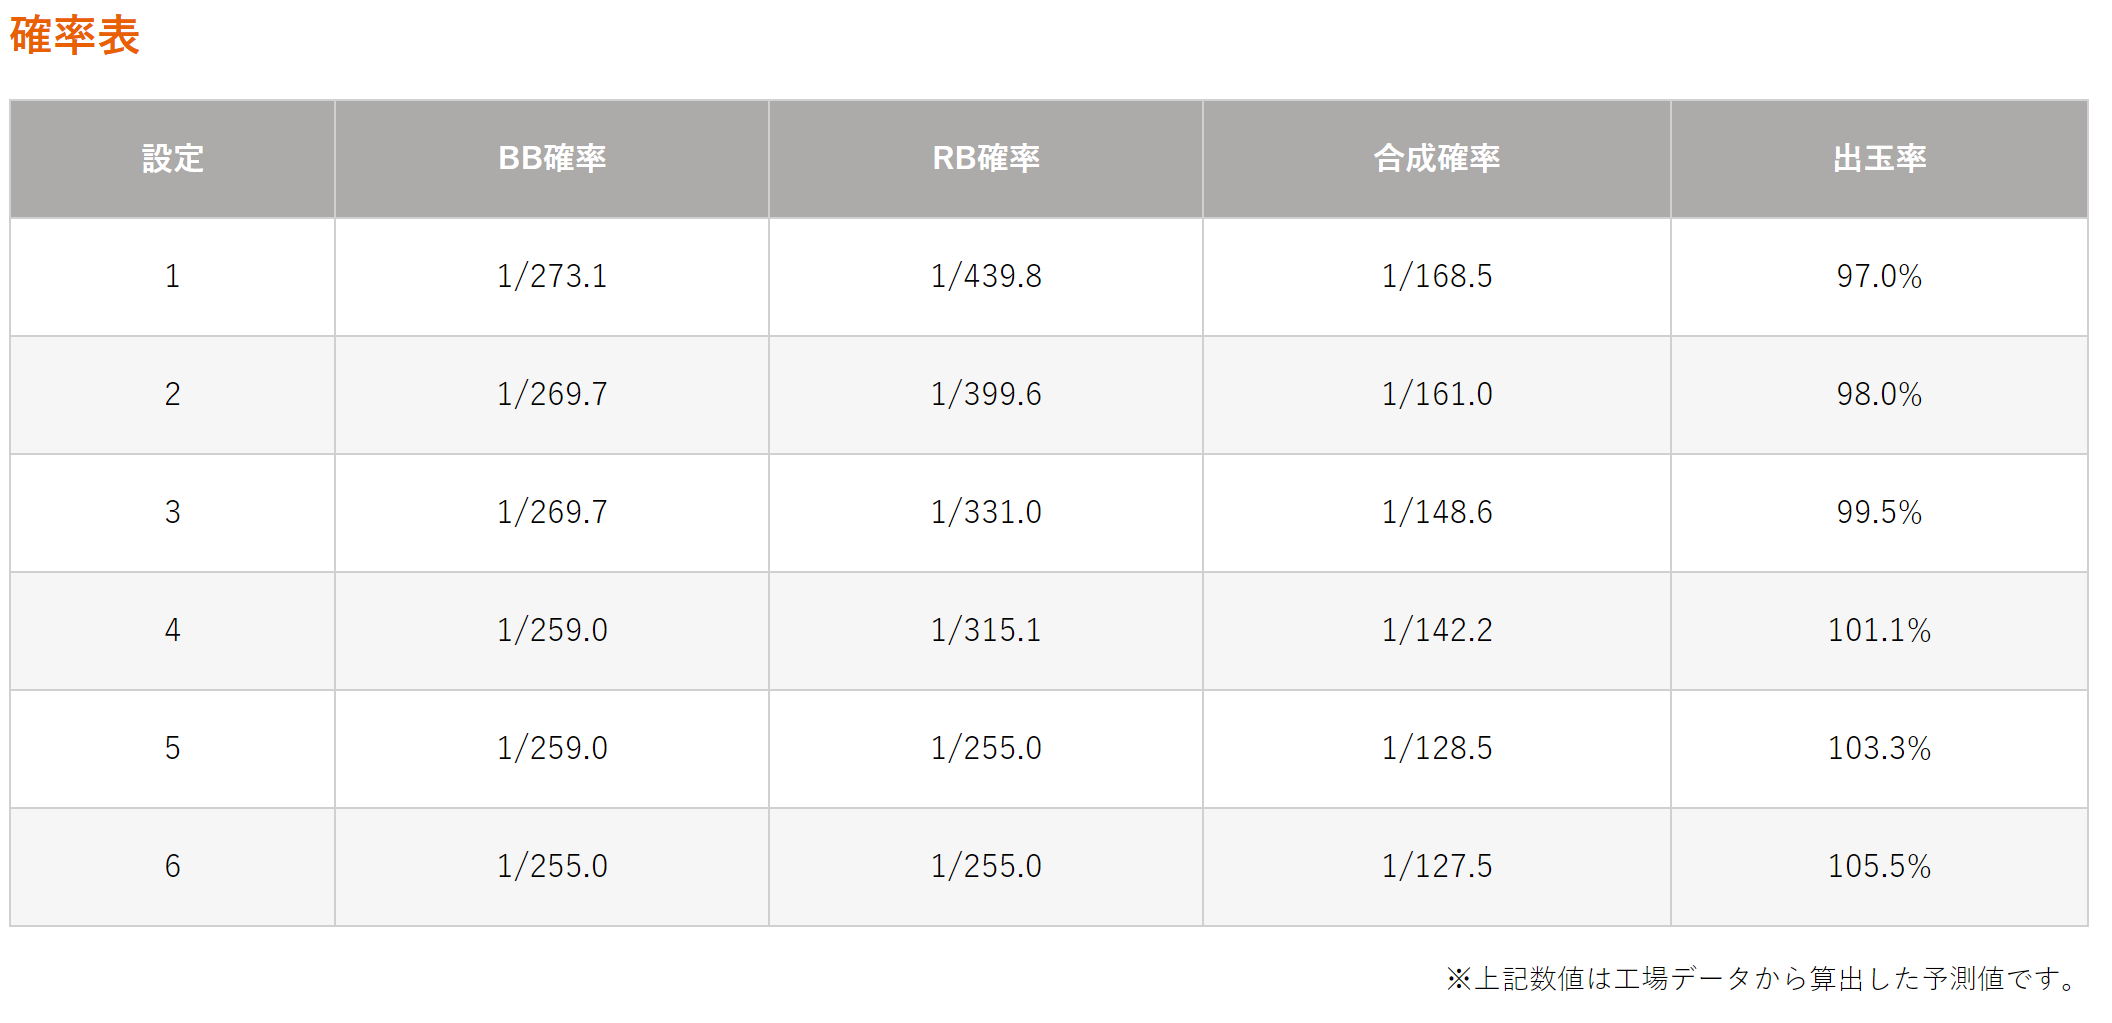 確率表
設定 BB確率 RB確率 合成確率 出玉率
1 1/273.1 1/439.8 1/168.5 97.0%
2 1/269.7 1/399.6 1/161.0 98.0%
3 1/269.7 1/331.0 1/148.6 99.5%
4 1/259.0 1/315.1 1/142.2 101.1%
5 1/259.0 1/255.0 1/128.5 103.3%
6 1/255.0 1/255.0 1/127.5 105.5%
※上記数値は工場データから算出した予測値です。